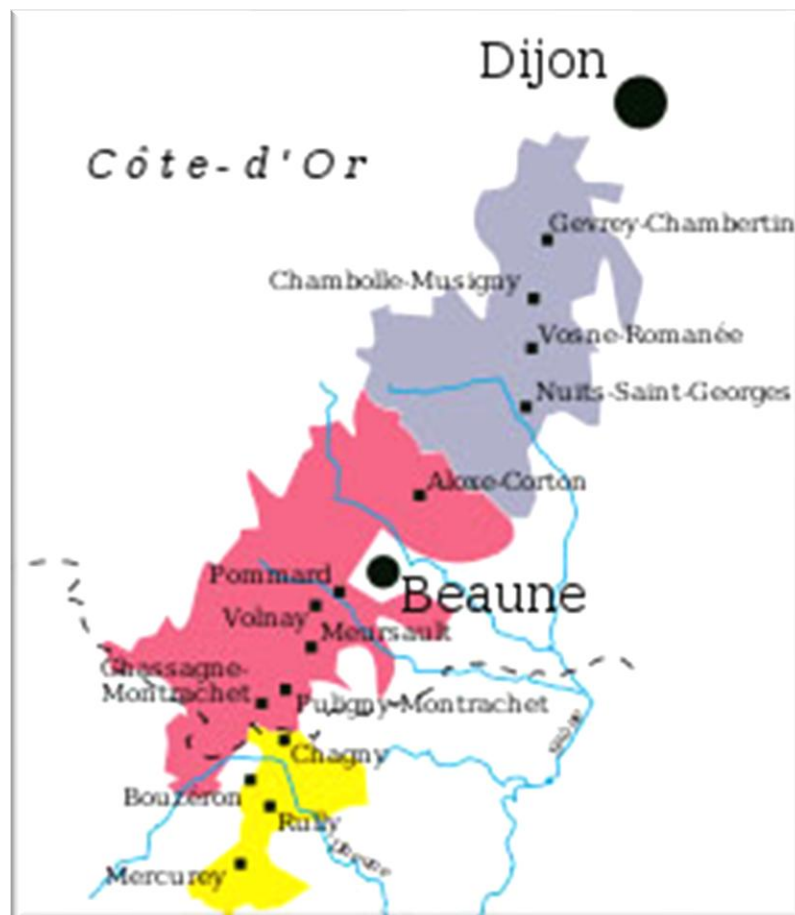 Dijon
Côte-d'Or
Gevrey-Chambertin
Chambolle-Musigny
Vosne-Romanée
Nuits-Saint-Georges
Aloxe-Corton
Pommard
Beaune
Volnay
Meursault
Chassagne-
Montrachet
Puligny-Montrachet
Chagny
Bouzeron
Rully
Mercurey